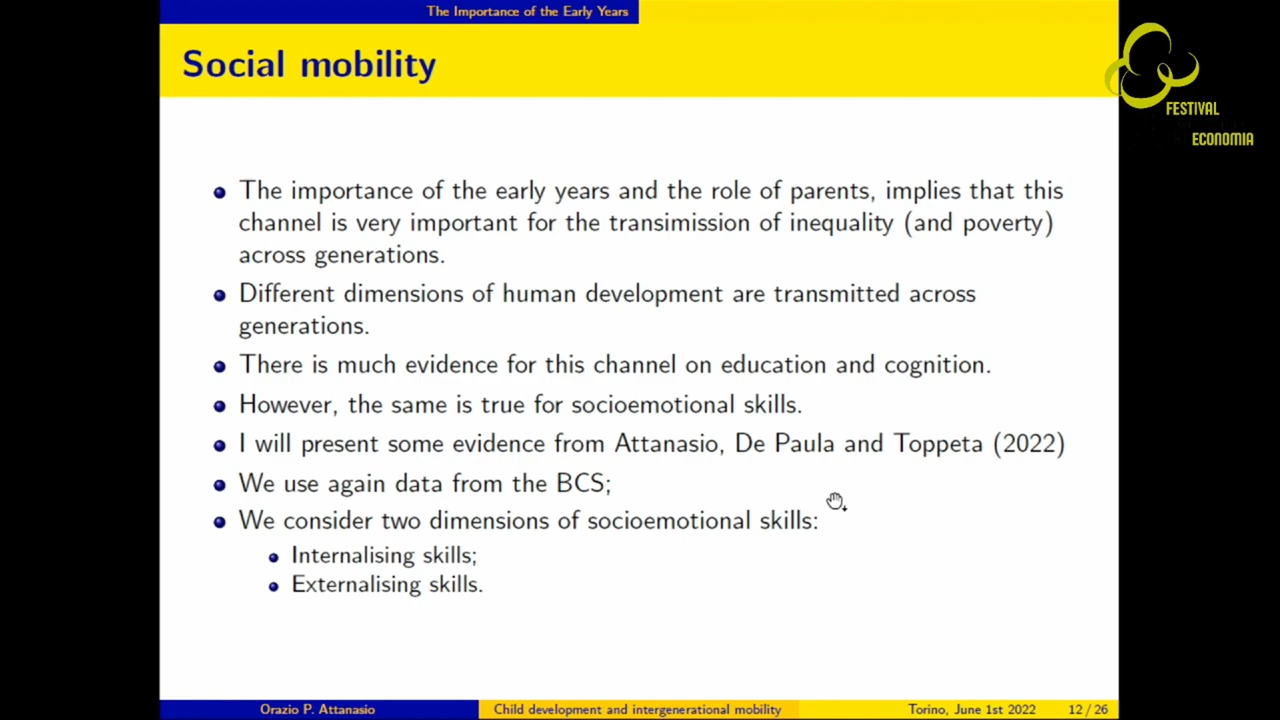 The Importance of the Early Years
Social mobility
FESTIVAL
ECONOMIA
The importance of the early years and the role of parents, implies that this
channel is very important for the transimission of inequality (and poverty)
across generations.
Different dimensions of human development are transmitted across
generations.
There is much evidence for this channel on education and cognition.
However, the same is true for socioemotional skills.
I will present some evidence from Attanasio, De Paula and Toppeta (2022)
We use again data from the BCS;
We consider two dimensions of socioemotional skills:
Internalising skills;
Externalising skills.
Orazio P. Attanasio Child development and intergenerational mobility Torino, June 1st 2022 12 / 26